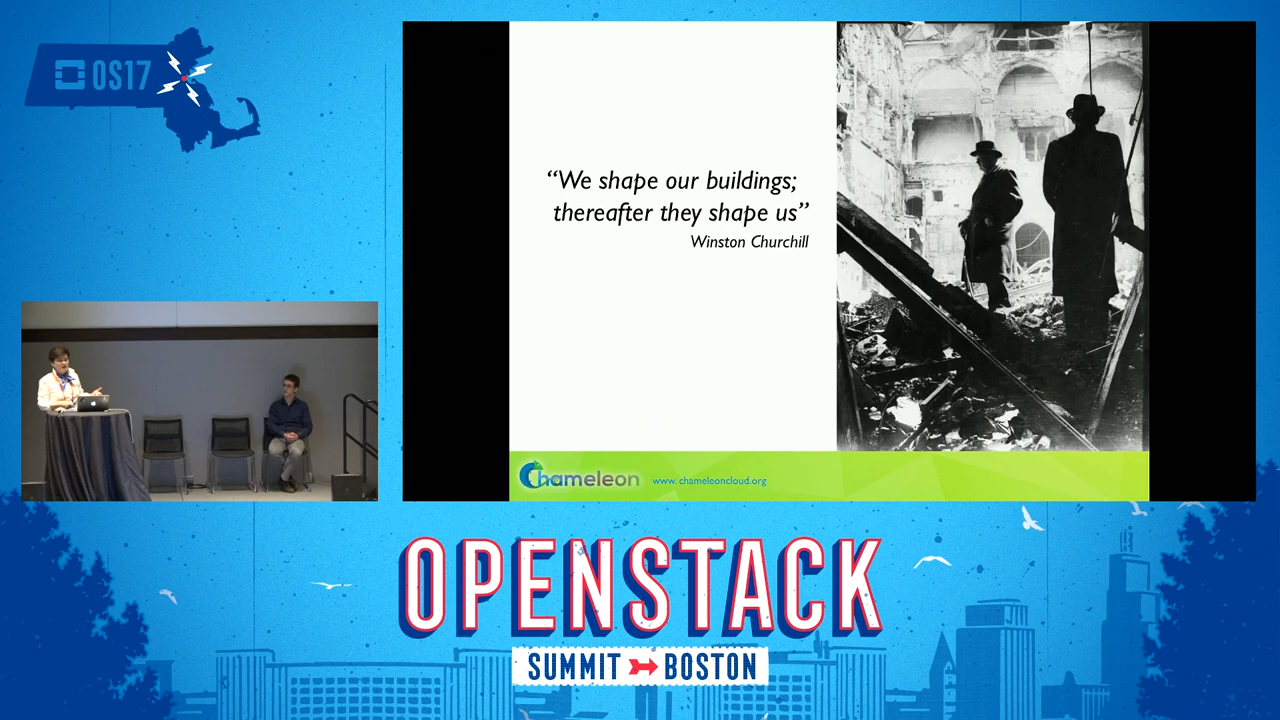 OS17
“We shape our buildings;
thereafter they shape us”
Winston Churchill
Chameleon
www. chameleoncloud.org
OPENSTACK
SUMMIT BOSTON